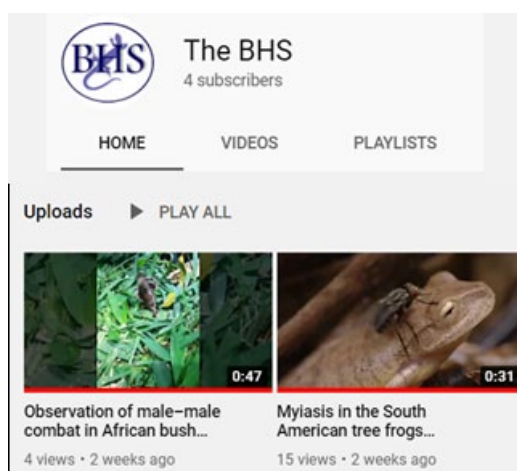 BHS
The BHS
4 subscribers
HOME VIDEOS PLAYLISTS
Uploads PLAY ALL
0:47 0:31
Observation of male–male Myiasis in the South
combat in African bush... American tree frogs...
4 views • 2 weeks ago 15 views • 2 weeks ago